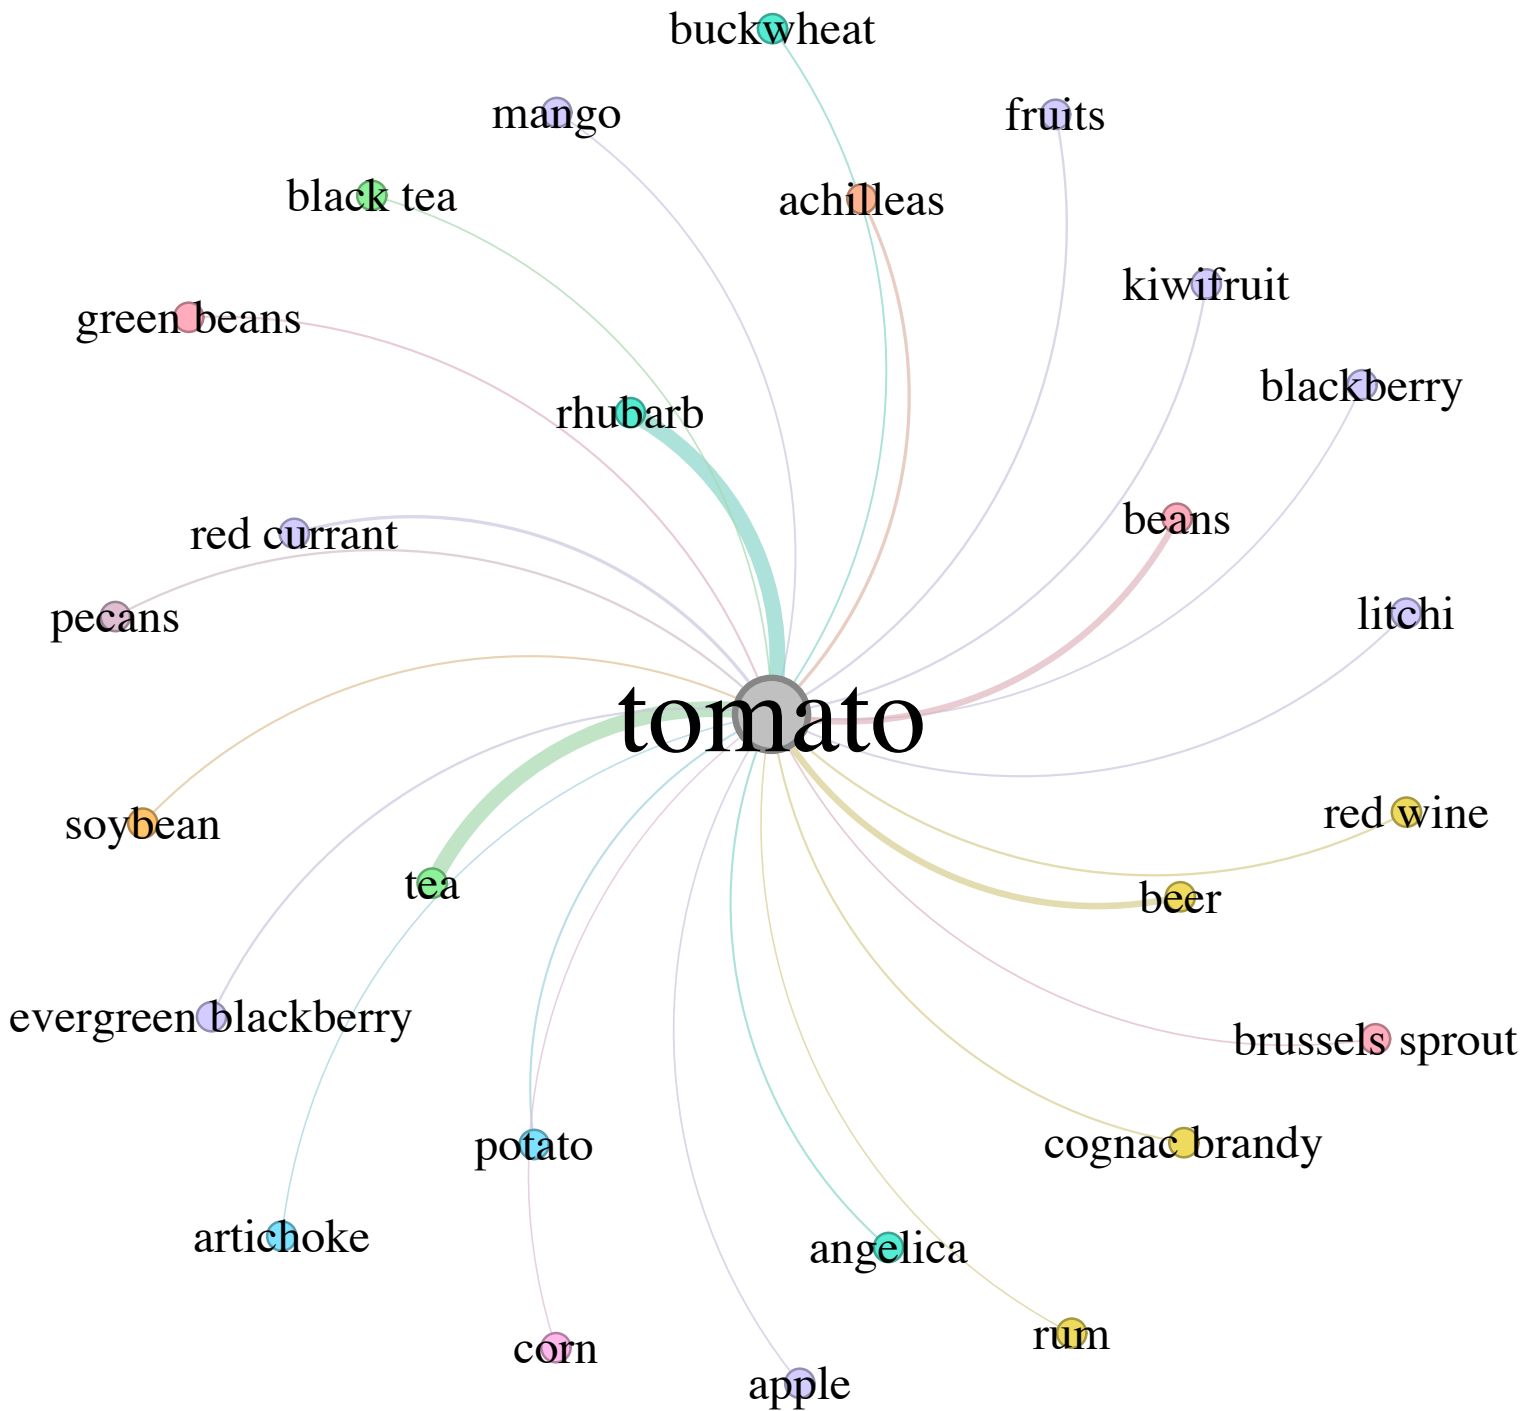 buckwheat
mango
fruits
black tea
achilleas
kiwifruit
green beans
blackberry
rhubarb
beans
red currant
pecans
litchi
tomato
soybean
red wine
tea
beer
evergreen blackberry
brussels sprout
potato
cognac brandy
artichoke
angelica
rum
corn
apple